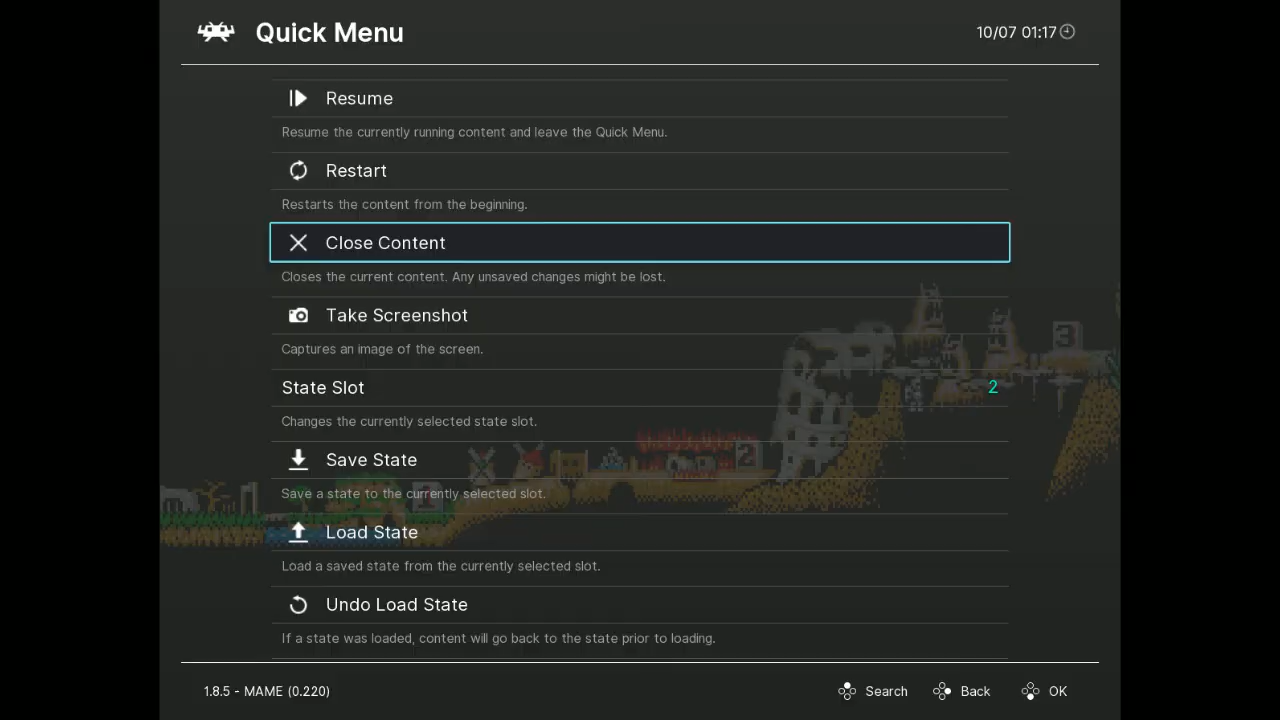 Quick Menu
10/07 01:17
Resume
Resume the currently running content and leave the Quick Menu.
Restart
Restarts the content from the beginning.
Close Content
Closes the current content. Any unsaved changes might be lost.
Take Screenshot
Captures an image of the screen.
State Slot 2
Changes the currently selected state slot.
Save State
Save a state to the currently selected slot.
Load State
Load a saved state from the currently selected slot.
Undo Load State
If a state was loaded, content will go back to the state prior to loading.
1
2
3
1.8.5 - MAME (0.220)
Search Back OK